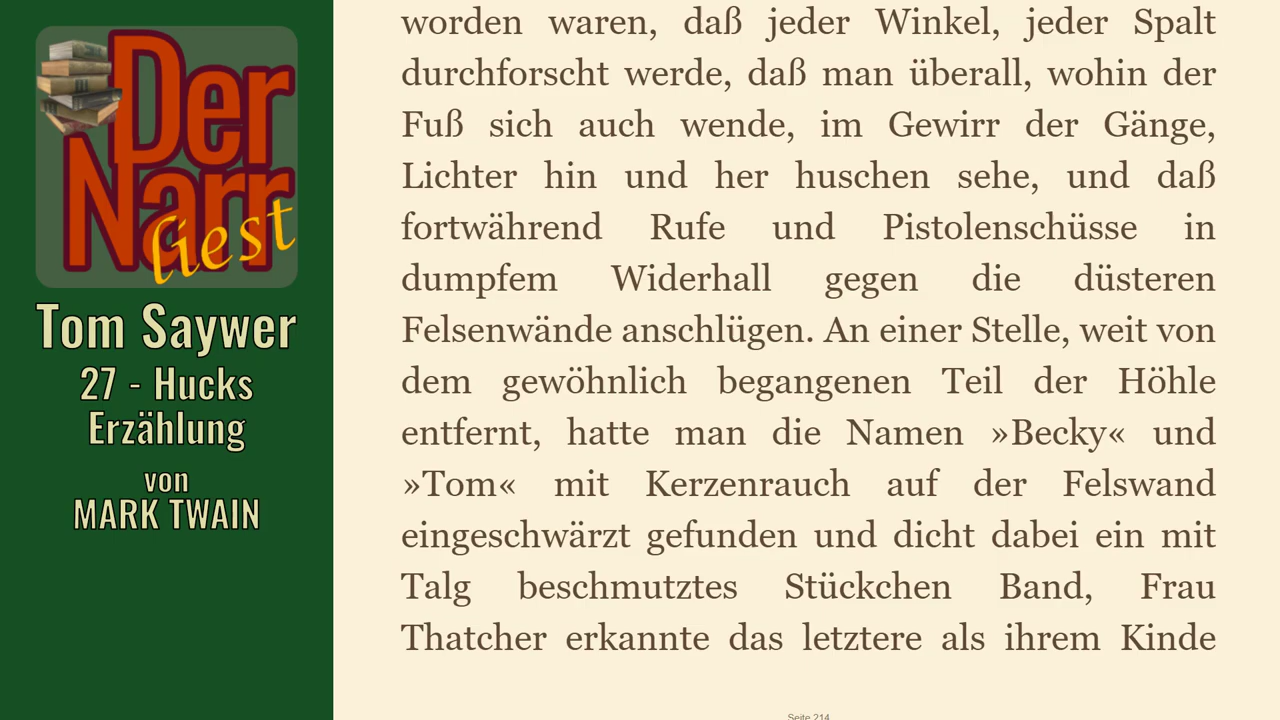 Der
Narr
liest
Tom Saywer
27 - Hucks
Erzählung
von
MARK TWAIN
worden waren, daß jeder Winkel, jeder Spalt
durchforscht werde, daß man überall, wohin der
Fuß sich auch wende, im Gewirr der Gänge,
Lichter hin und her huschen sehe, und daß
fortwährend Rufe und Pistolenschüsse in
dumpfem Widerhall gegen die düsteren
Felsenwände anschlügen. An einer Stelle, weit von
dem gewöhnlich begangenen Teil der Höhle
entfernt, hatte man die Namen »Becky« und
»Tom« mit Kerzenrauch auf der Felswand
eingeschwärzt gefunden und dicht dabei ein mit
Talg beschmutztes Stückchen Band, Frau
Thatcher erkannte das letztere als ihrem Kinde
Seite 214